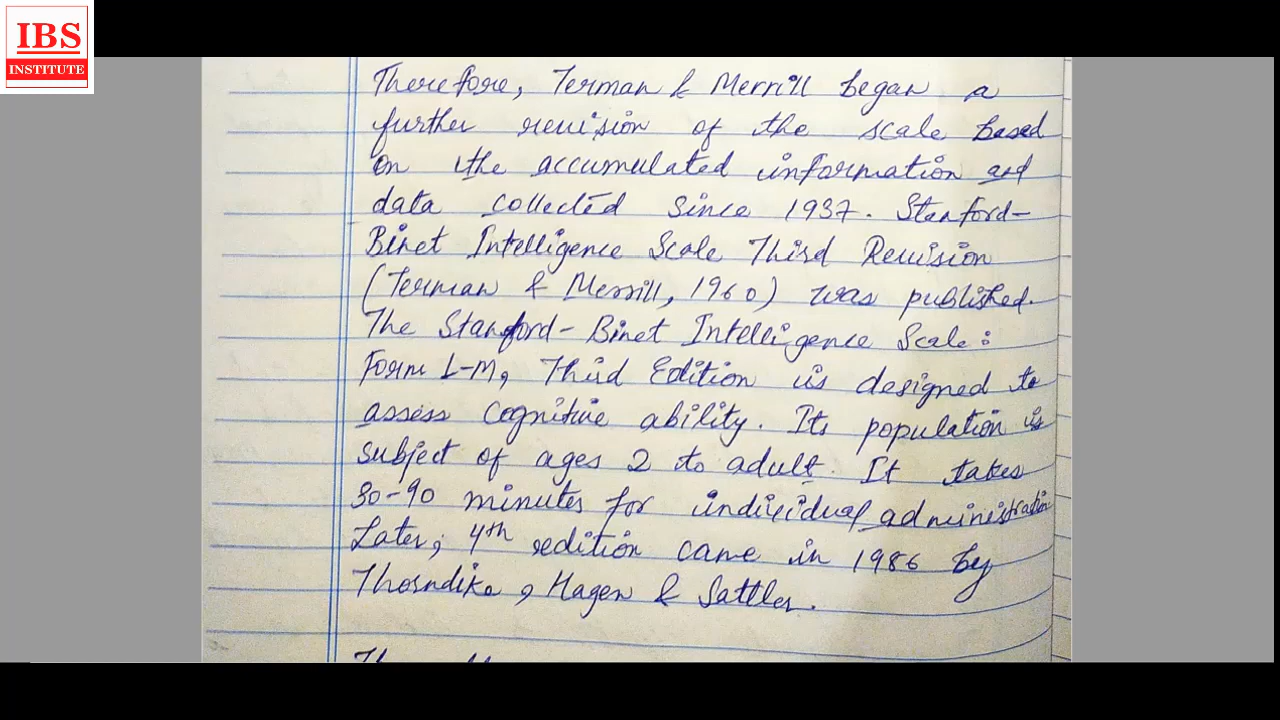 IBS
INSTITUTE
Therefore, Terman & Merrill began a
further revision of the scale based
on the accumulated information and
data collected since 1937. Stanford-
Binet Intelligence Scale Third Revision
(Terman & Merrill, 1960) was published.
The Stanford-Binet Intelligence Scale:
Form L-M, Third Edition is designed to
assess cognitive ability. Its population is
subject of ages 2 to adult. It takes
30-90 minutes for individual administration
Later, 4th edition came in 1986 by
Thorndike, Hagen & Sattler.